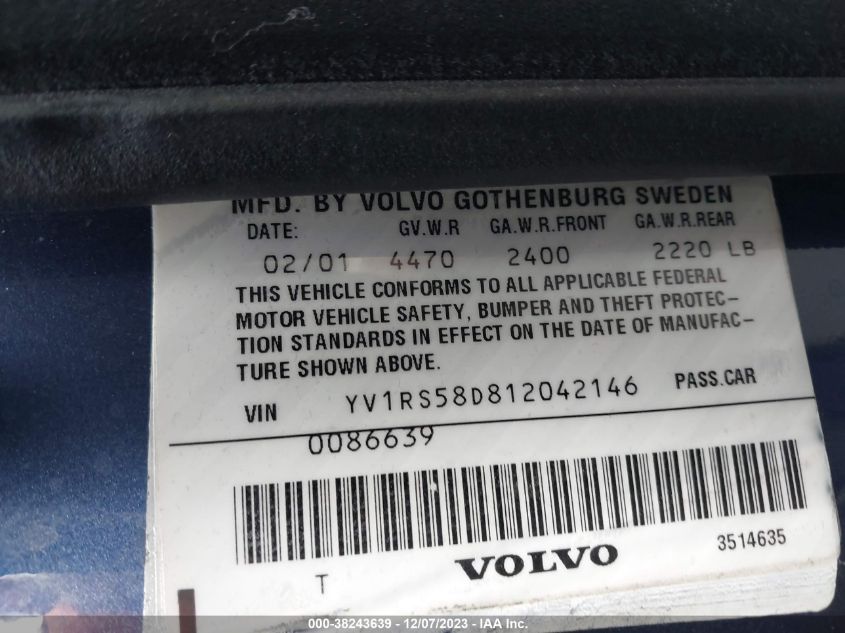 MFD. BY VOLVO GOTHENBURG SWEDEN
DATE: GV.W.R GA.W.R.FRONT GA.W.R.REAR
02/01 4470 2400 2220 LB
THIS VEHICLE CONFORMS TO ALL APPLICABLE FEDERAL
MOTOR VEHICLE SAFETY, BUMPER AND THEFT PROTEC-
TION STANDARDS IN EFFECT ON THE DATE OF MANUFAC-
TURE SHOWN ABOVE.
VIN YV1RS58D812042146 PASS.CAR
0086639
T VOLVO 3514635
000-38243639 - 12/07/2023 - IAA Inc.